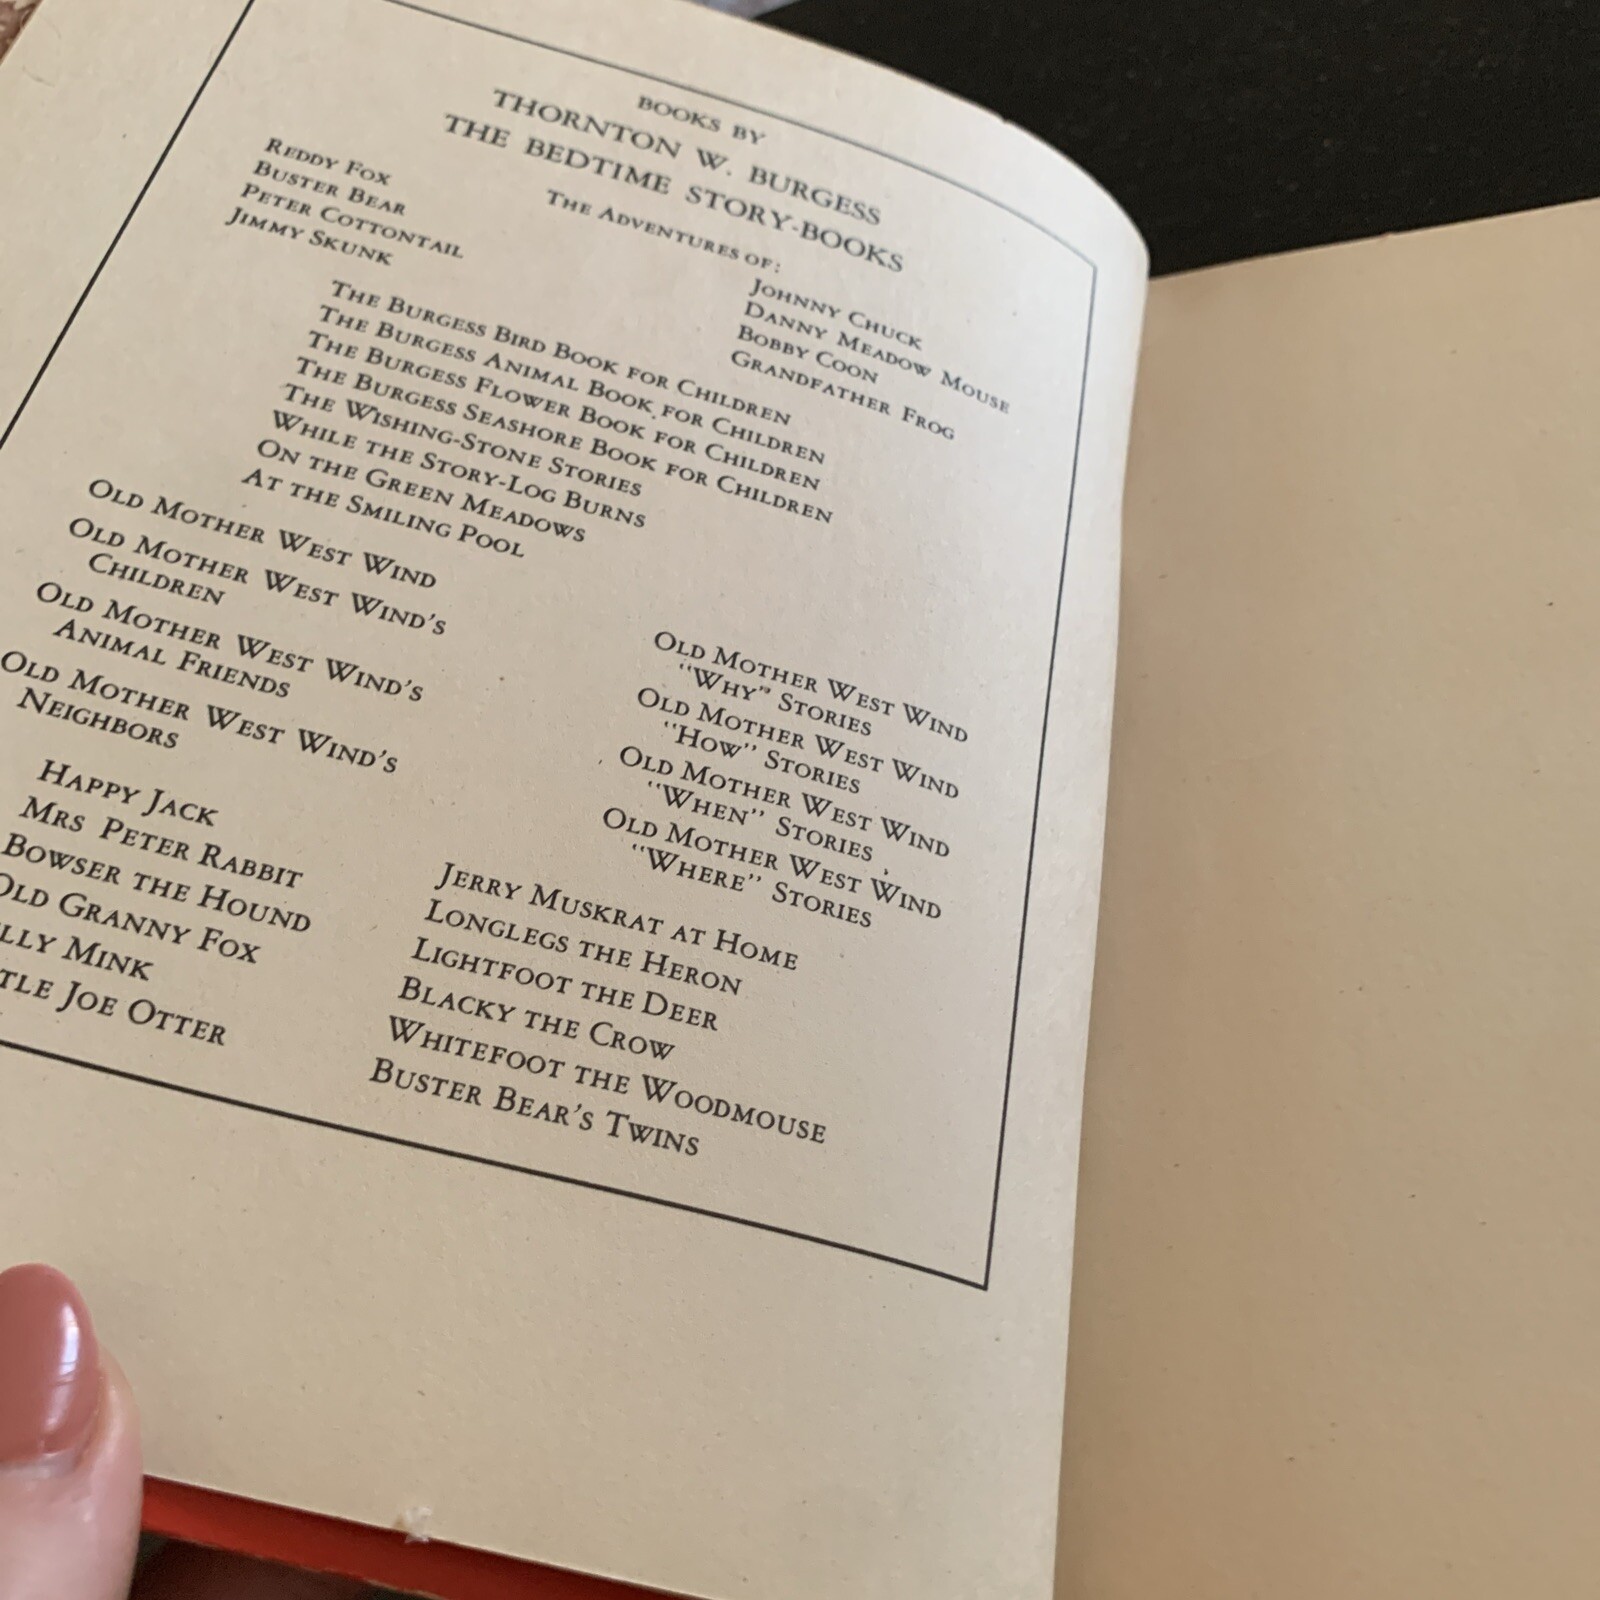 BOOKS BY
THORNTON W. BURGESS
THE BEDTIME STORY-BOOKS
THE ADVENTURES OF:
REDDY FOX
BUSTER BEAR
PETER COTTONTAIL
JIMMY SKUNK
JOHNNY CHUCK
DANNY MEADOW MOUSE
BOBBY COON
GRANDFATHER FROG
THE BURGESS BIRD BOOK FOR CHILDREN
THE BURGESS ANIMAL BOOK FOR CHILDREN
THE BURGESS FLOWER BOOK FOR CHILDREN
THE BURGESS SEASHORE BOOK FOR CHILDREN
THE WISHING-STONE STORIES
WHILE THE STORY-LOG BURNS
ON THE GREEN MEADOWS
AT THE SMILING POOL
OLD MOTHER WEST WIND
OLD MOTHER WEST WIND'S
CHILDREN
OLD MOTHER WEST WIND'S
ANIMAL FRIENDS
OLD MOTHER WEST WIND'S
NEIGHBORS
OLD MOTHER WEST WIND
"WHY" STORIES
OLD MOTHER WEST WIND
"HOW" STORIES
OLD MOTHER WEST WIND
"WHEN" STORIES
OLD MOTHER WEST WIND
"WHERE" STORIES
HAPPY JACK
MRS PETER RABBIT
BOWSER THE HOUND
OLD GRANNY FOX
MINK
JOE OTTER
JERRY MUSKRAT AT HOME
LONGLEGS THE HERON
LIGHTFOOT THE DEER
BLACKY THE CROW
WHITEFOOT THE WOODMOUSE
BUSTER BEAR'S TWINS